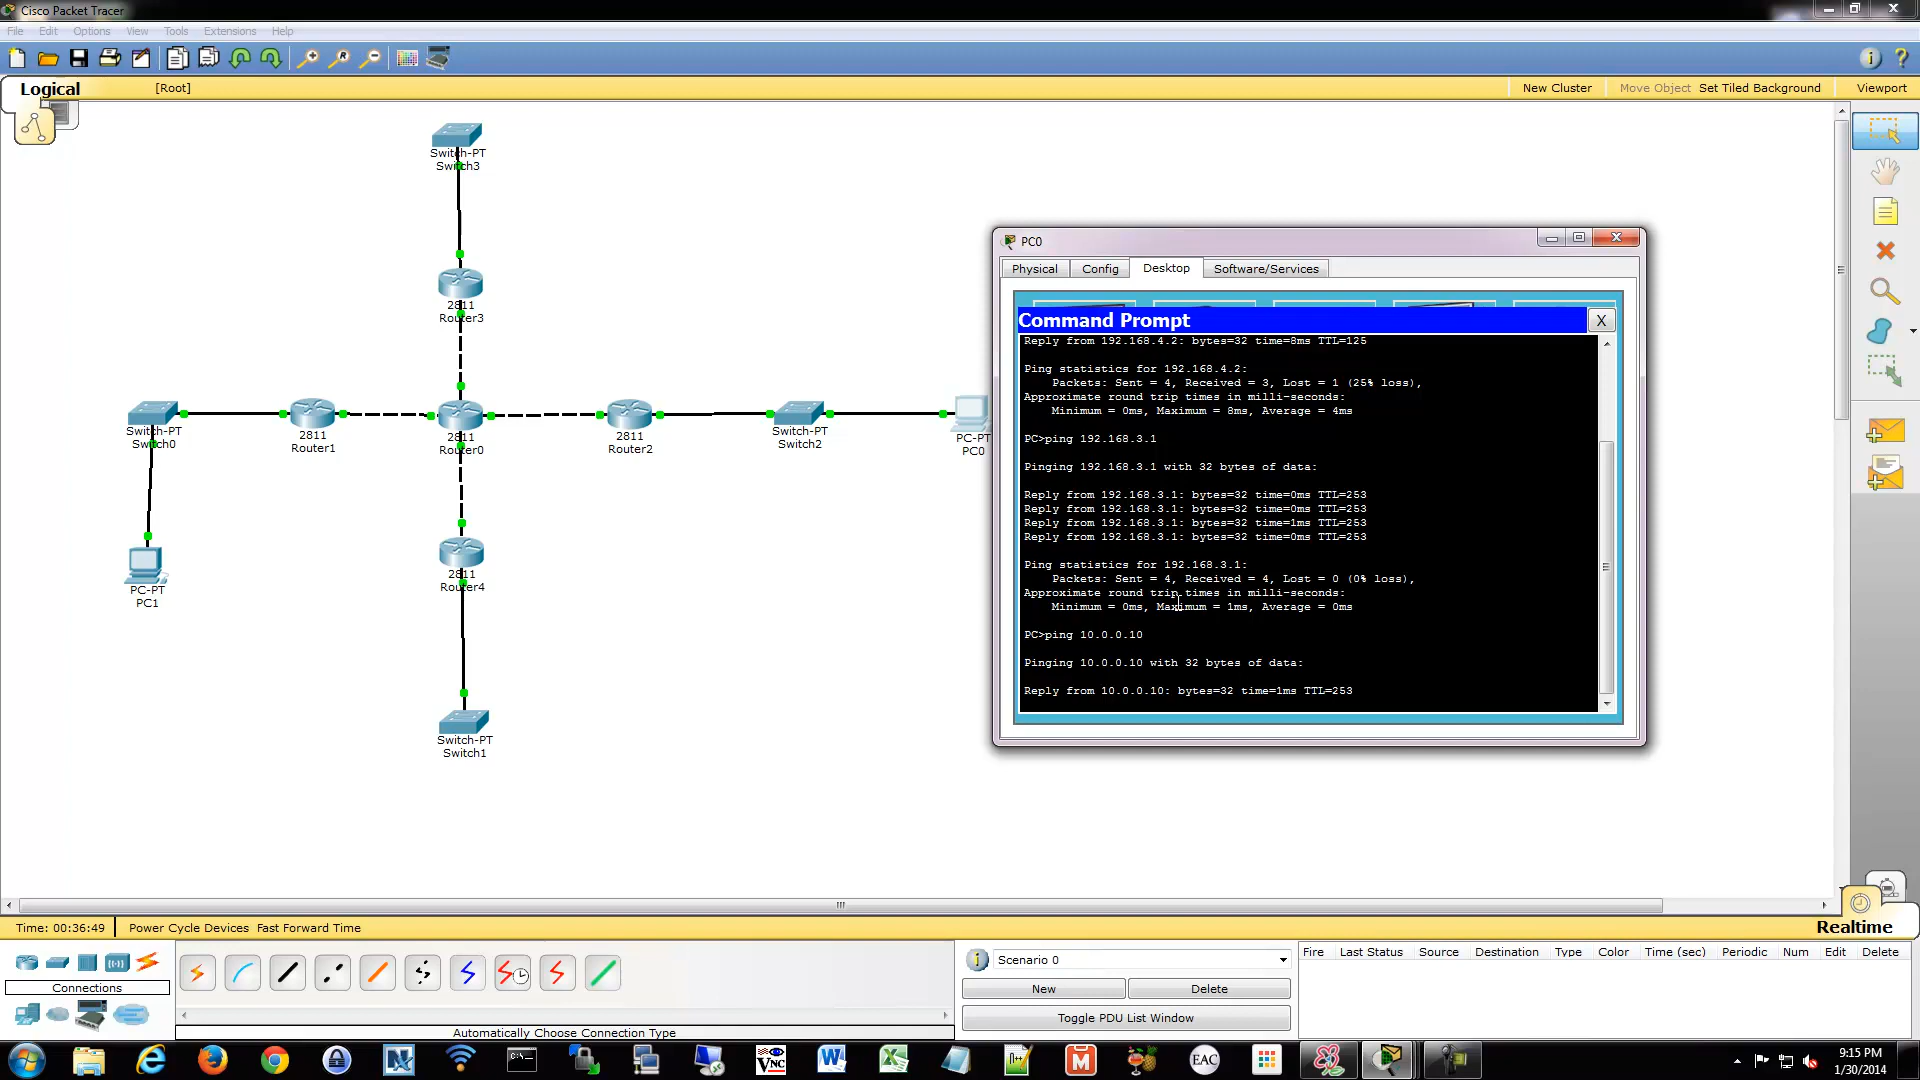 Cisco Packet Tracer
File Edit Options View Tools Extensions Help
Logical [Root] New Cluster Move Object Set Tiled Background Viewport
Switch-PT
Switch3
2811
Router3
Switch-PT
Switch0
2811
Router1
2811
Router0
2811
Router2
Switch-PT
Switch2
PC-PT
PC0
2811
Router4
PC-PT
PC1
Switch-PT
Switch1
PC0
Physical Config Desktop Software/Services
Command Prompt X
Reply from 192.168.4.2: bytes=32 time=8ms TTL=125
Ping statistics for 192.168.4.2:
Packets: Sent = 4, Received = 3, Lost = 1 (25% loss),
Approximate round trip times in milli-seconds:
Minimum = 0ms, Maximum = 8ms, Average = 4ms
PC>ping 192.168.3.1
Pinging 192.168.3.1 with 32 bytes of data:
Reply from 192.168.3.1: bytes=32 time=0ms TTL=253
Reply from 192.168.3.1: bytes=32 time=0ms TTL=253
Reply from 192.168.3.1: bytes=32 time=1ms TTL=253
Reply from 192.168.3.1: bytes=32 time=0ms TTL=253
Ping statistics for 192.168.3.1:
Packets: Sent = 4, Received = 4, Lost = 0 (0% loss),
Approximate round trip times in milli-seconds:
Minimum = 0ms, Maximum = 1ms, Average = 0ms
PC>ping 10.0.0.10
Pinging 10.0.0.10 with 32 bytes of data:
Reply from 10.0.0.10: bytes=32 time=1ms TTL=253
Time: 00:36:49 Power Cycle Devices Fast Forward Time Realtime
Connections
Automatically Choose Connection Type
Scenario 0
New Delete
Toggle PDU List Window
Fire Last Status Source Destination Type Color Time (sec) Periodic Num Edit Delete
VNC
EAC
9:15 PM
1/30/2014